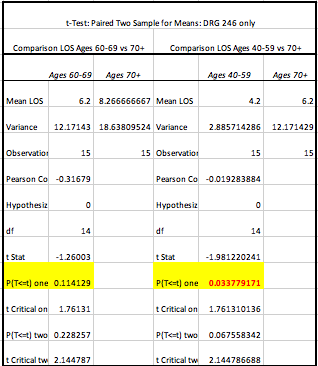 t-Test: Paired Two Sample for Means: DRG 246 only
Comparison LOS Ages 60-69 vs 70+ Comparison LOS Ages 40-59 vs 70+
Ages 60-69 Ages 70+ Ages 40-59 Ages 70+
Mean LOS 6.2 8.266666667 Mean LOS 4.2 6.2
Variance 12.17143 18.63809524 Variance 2.885714286 12.171429
Observation 15 15 Observation 15 15
Pearson Co -0.31679 Pearson Co -0.019283884
Hypothesiz 0 Hypothesiz 0
df 14 df 14
t Stat -1.26003 t Stat -1.981220241
P(T<=t) one 0.114129 P(T<=t) one 0.033779171
t Critical on 1.76131 t Critical on 1.761310136
P(T<=t) two 0.228257 P(T<=t) two 0.067558342
t Critical tw 2.144787 t Critical tw 2.144786688